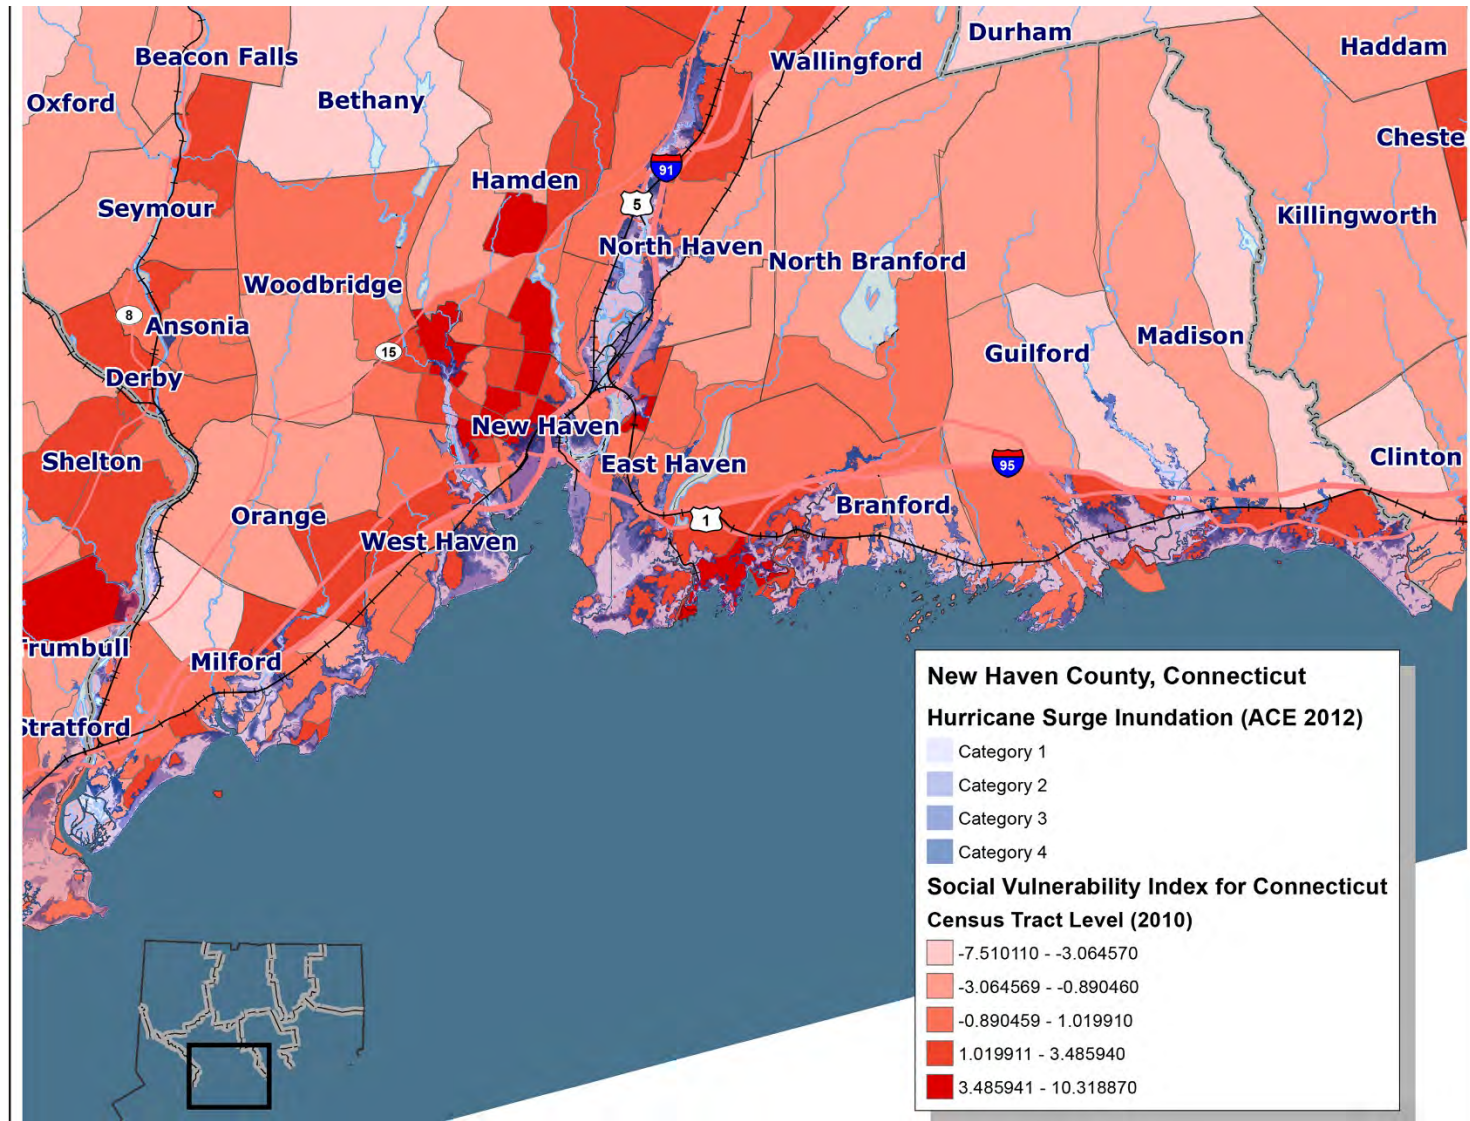 Durham
Haddam
Beacon Falls
Wallingford
Oxford
Bethany
Cheste
91
Hamden
5
Seymour
Killingworth
North Haven
North Branford
Woodbridge
8
Ansonia
Madison
15
Guilford
Derby
New Haven
Shelton
East Haven
95
Clinton
Orange
1
Branford
West Haven
Trumbull
Milford
Stratford
New Haven County, Connecticut
Hurricane Surge Inundation (ACE 2012)
Category 1
Category 2
Category 3
Category 4
Social Vulnerability Index for Connecticut
Census Tract Level (2010)
-7.510110 - -3.064570
-3.064569 - -0.890460
-0.890459 - 1.019910
1.019911 - 3.485940
3.485941 - 10.318870